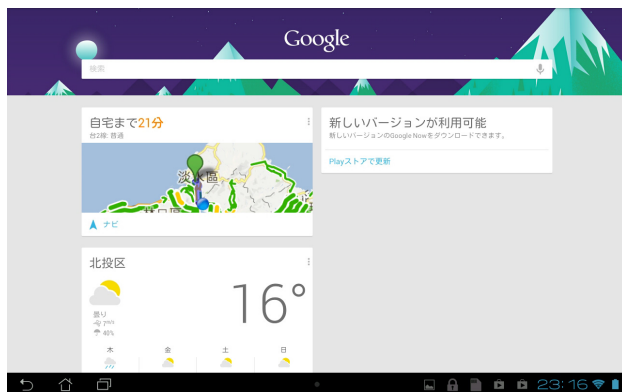 Google
検索
自宅まで21分
台2線: 普通
淡水區
林口區
ナビ
新しいバージョンが利用可能
新しいバージョンのGoogle Nowをダウンロードできます。
Playストアで更新
北投区
16°
曇り
7m/s
40%
木 金 土 日
23:16